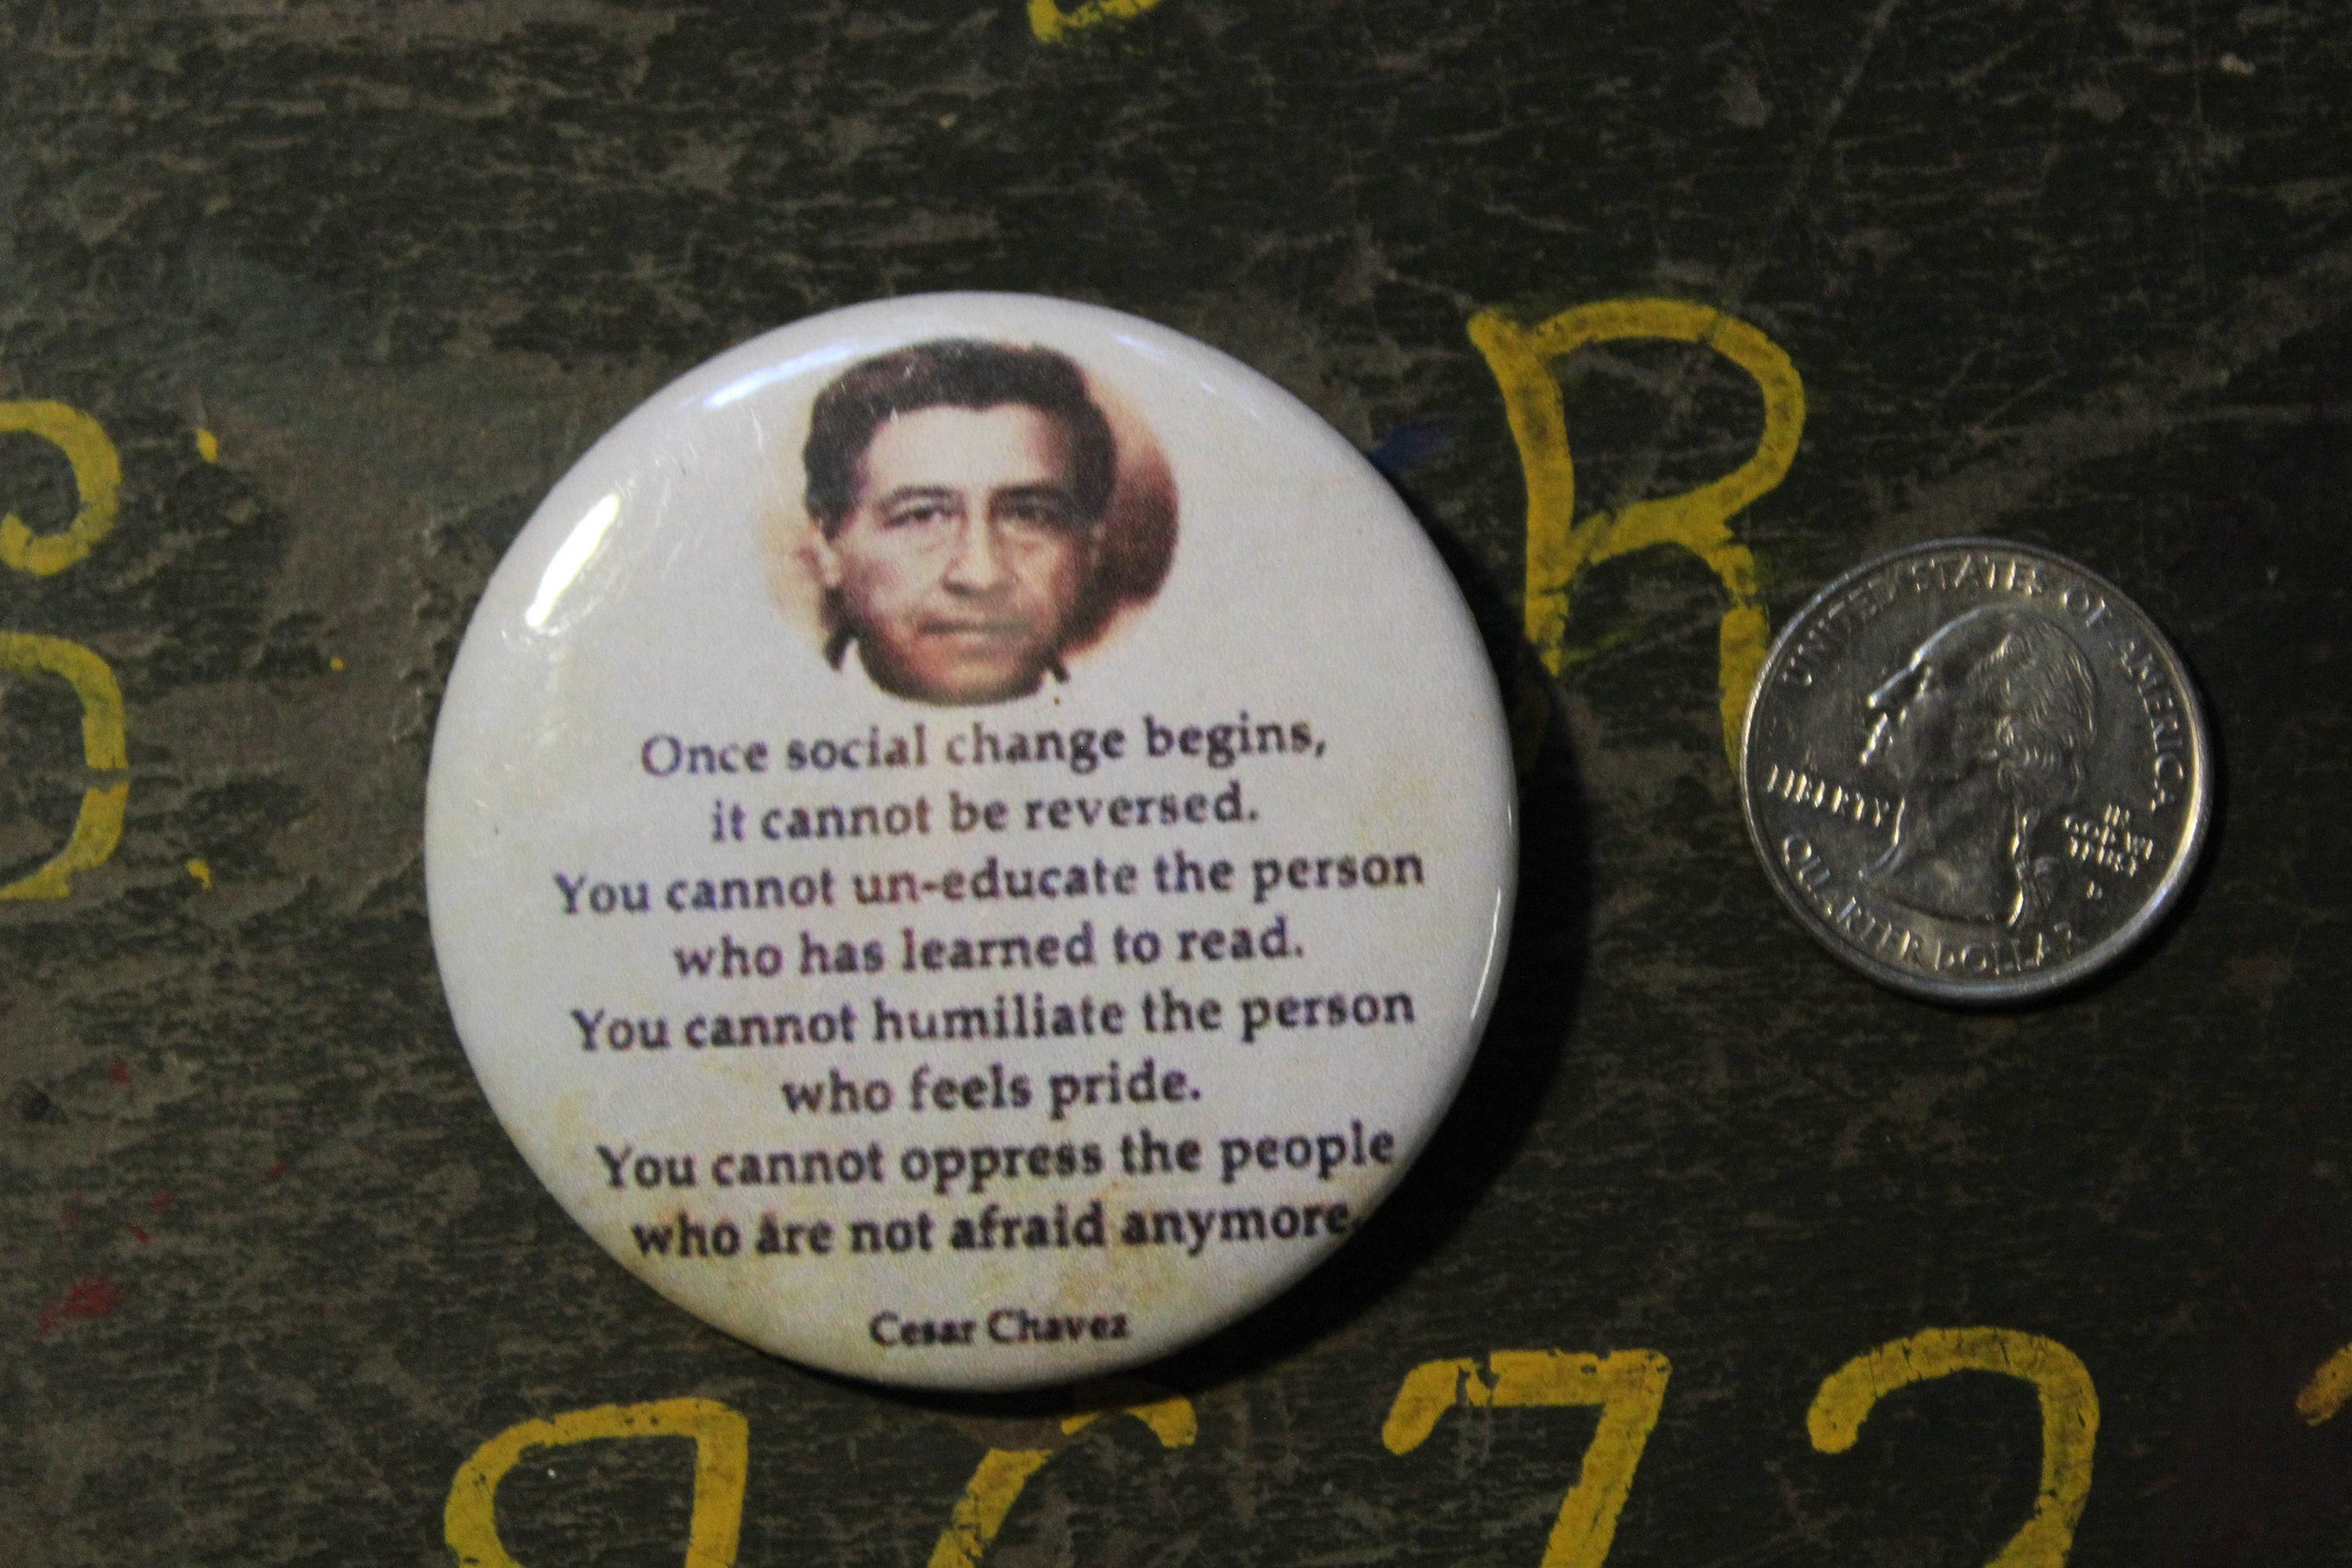 R
Once social change begins,
it cannot be reversed.
You cannot un-educate the person
who has learned to read.
You cannot humiliate the person
who feels pride.
You cannot oppress the people
who are not afraid anymore.
Cesar Chavez
UNITED STATES OF AMERICA
LIBERTY
IN
GOD WE
TRUST
QUARTER DOLLAR
72